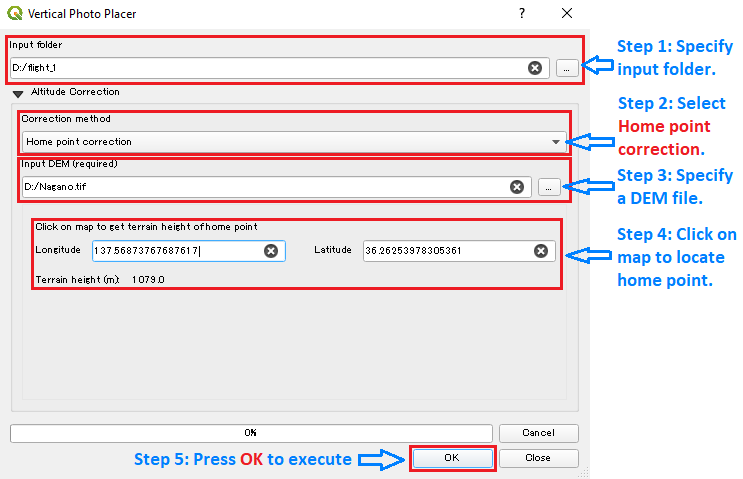 Vertical Photo Placer
?
Input folder
D:/flight_1
...
Step 1: Specify
input folder.
Altitude Correction
Correction method
Home point correction
Step 2: Select
Home point
correction.
Input DEM (required)
D:/Nagano.tif
...
Step 3: Specify
a DEM file.
Click on map to get terrain height of home point
Longitude 137.56873767687617 Latitude 36.26253978305361
Terrain height (m): 1079.0
Step 4: Click on
map to locate
home point.
0%
Cancel
Step 5: Press OK to execute
OK
Close